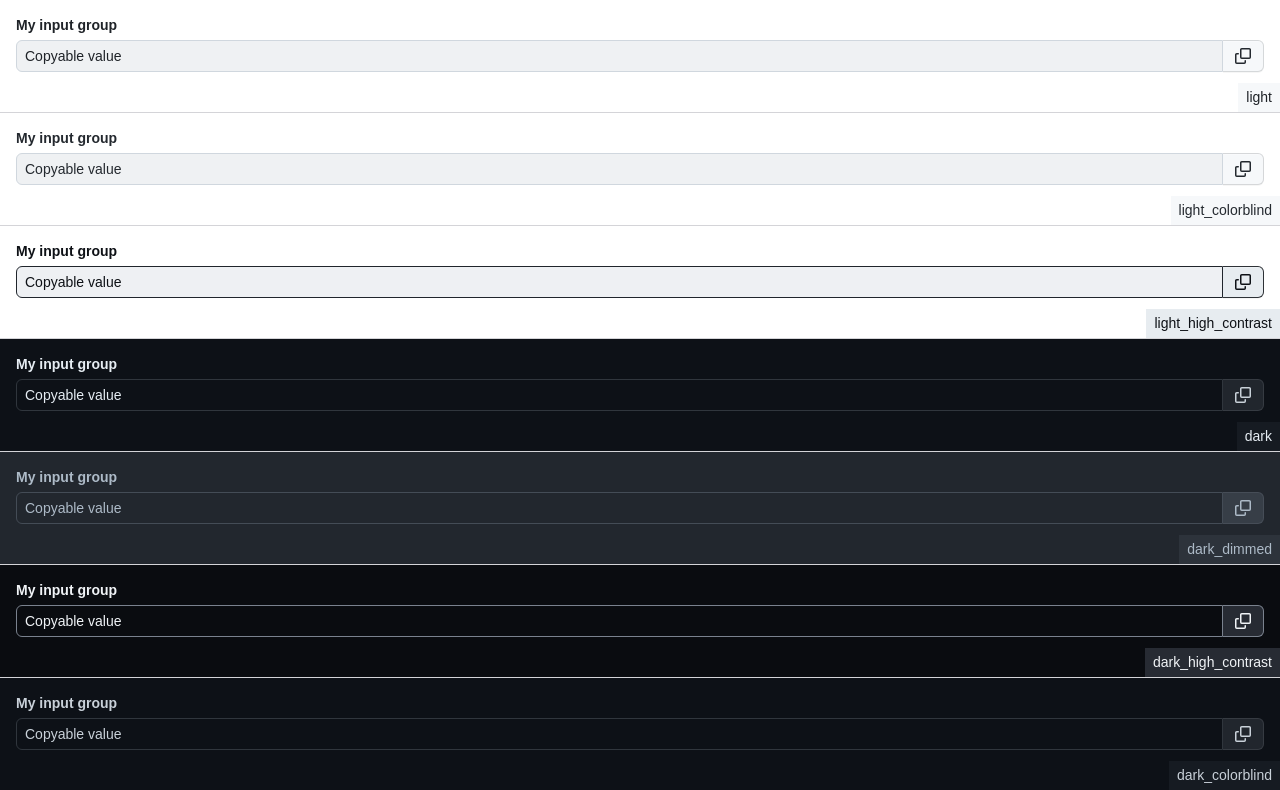 My input group
Copyable value
light
My input group
Copyable value
light_colorblind
My input group
Copyable value
light_high_contrast
My input group
Copyable value
dark
My input group
Copyable value
dark_dimmed
My input group
Copyable value
dark_high_contrast
My input group
Copyable value
dark_colorblind